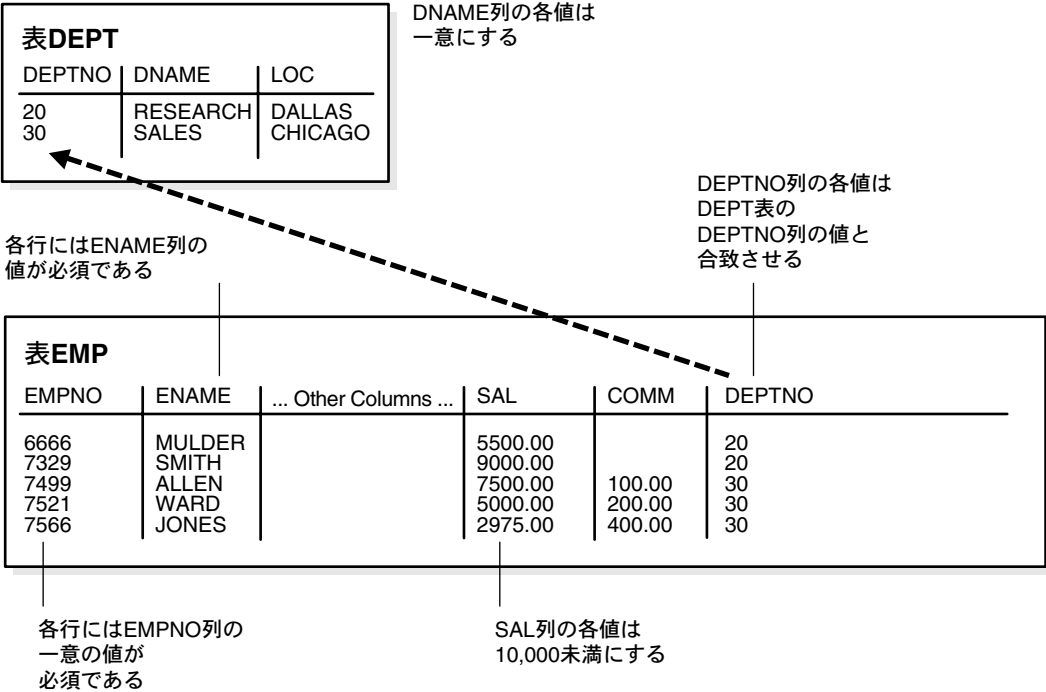 DNAME列の各値は
一意にする
表DEPT
DEPTNO DNAME LOC
20 RESEARCH DALLAS
30 SALES CHICAGO
DEPTNO列の各値は
DEPT表の
DEPTNO列の値と
合致させる
各行にはENAME列の
値が必須である
表EMP
EMPNO ENAME ... Other Columns ... SAL COMM DEPTNO
6666 MULDER 5500.00 20
7329 SMITH 9000.00 20
7499 ALLEN 7500.00 100.00 30
7521 WARD 5000.00 200.00 30
7566 JONES 2975.00 400.00 30
各行にはEMPNO列の
一意の値が
必須である
SAL列の各値は
10,000未満にする